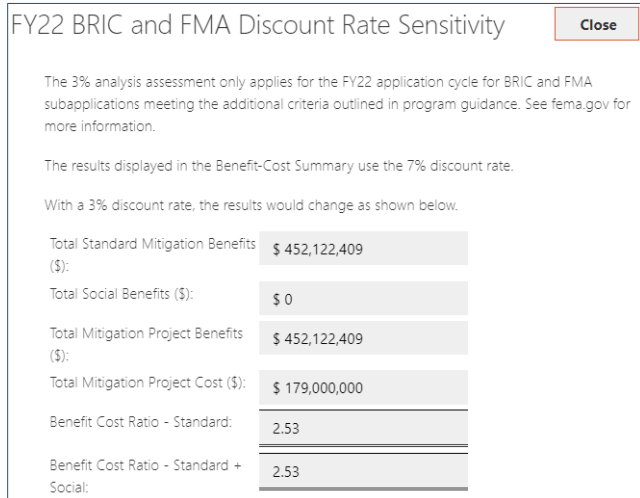 FY22 BRIC and FMA Discount Rate Sensitivity
Close
The 3% analysis assessment only applies for the FY22 application cycle for BRIC and FMA
subapplications meeting the additional criteria outlined in program guidance. See fema.gov for
more information.
The results displayed in the Benefit-Cost Summary use the 7% discount rate.
With a 3% discount rate, the results would change as shown below.
Total Standard Mitigation Benefits
($):
$ 452,122,409
Total Social Benefits ($):
$ 0
Total Mitigation Project Benefits
($):
$ 452,122,409
Total Mitigation Project Cost ($):
$ 179,000,000
Benefit Cost Ratio - Standard:
2.53
Benefit Cost Ratio - Standard +
Social:
2.53